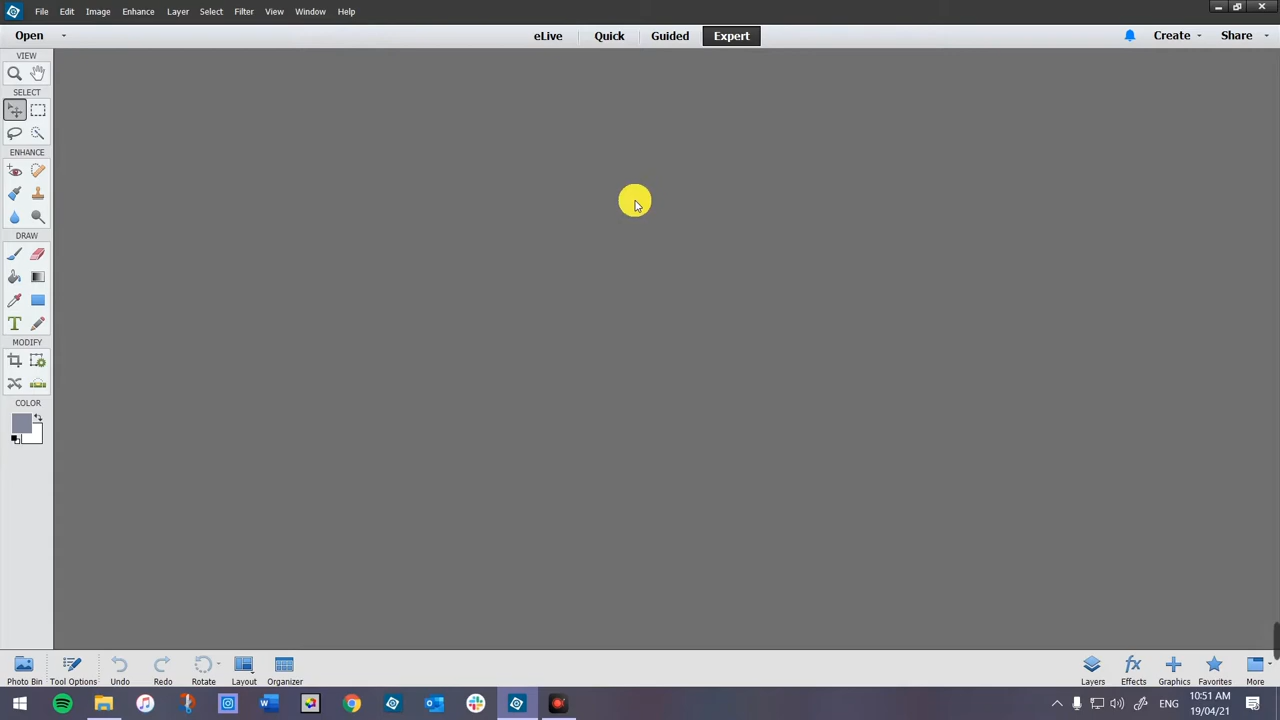 File Edit Image Enhance Layer Select Filter View Window Help
Open eLive Quick Guided Expert Create Share
VIEW
SELECT
ENHANCE
DRAW
T
MODIFY
COLOR
Photo Bin Tool Options Undo Redo Rotate Layout Organizer Layers Effects Graphics Favorites More
ENG 10:51 AM
19/04/21